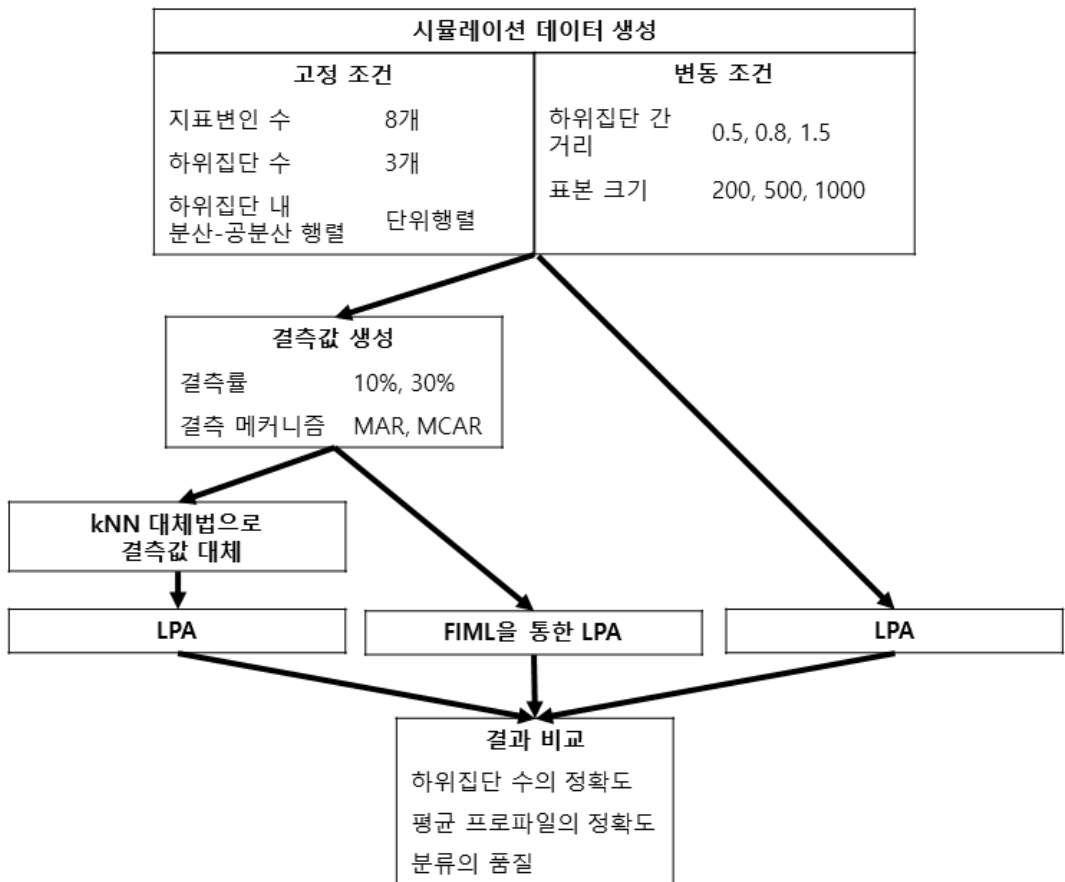 시뮬레이션 데이터 생성
고정 조건
지표변인 수 8개
하위집단 수 3개
하위집단 내
분산-공분산 행렬 단위행렬
변동 조건
하위집단 간
거리 0.5, 0.8, 1.5
표본 크기 200, 500, 1000
결측값 생성
결측률 10%, 30%
결측 메커니즘 MAR, MCAR
kNN 대체법으로
결측값 대체
LPA
FIML을 통한 LPA
LPA
결과 비교
하위집단 수의 정확도
평균 프로파일의 정확도
분류의 품질